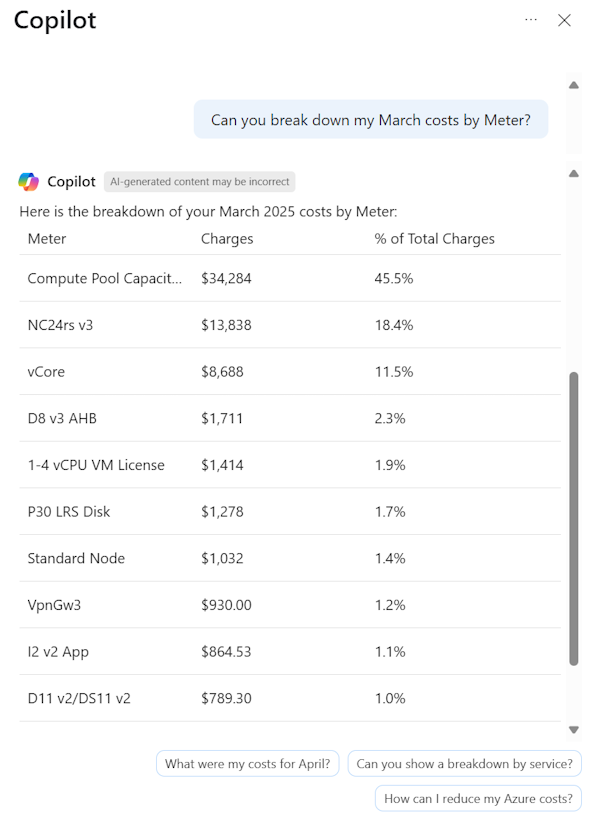 Copilot
Can you break down my March costs by Meter?
Copilot AI-generated content may be incorrect
Here is the breakdown of your March 2025 costs by Meter:
Meter Charges % of Total Charges
Compute Pool Capacit... $34,284 45.5%
NC24rs v3 $13,838 18.4%
vCore $8,688 11.5%
D8 v3 AHB $1,711 2.3%
1-4 vCPU VM License $1,414 1.9%
P30 LRS Disk $1,278 1.7%
Standard Node $1,032 1.4%
VpnGw3 $930.00 1.2%
I2 v2 App $864.53 1.1%
D11 v2/DS11 v2 $789.30 1.0%
What were my costs for April? Can you show a breakdown by service?
How can I reduce my Azure costs?